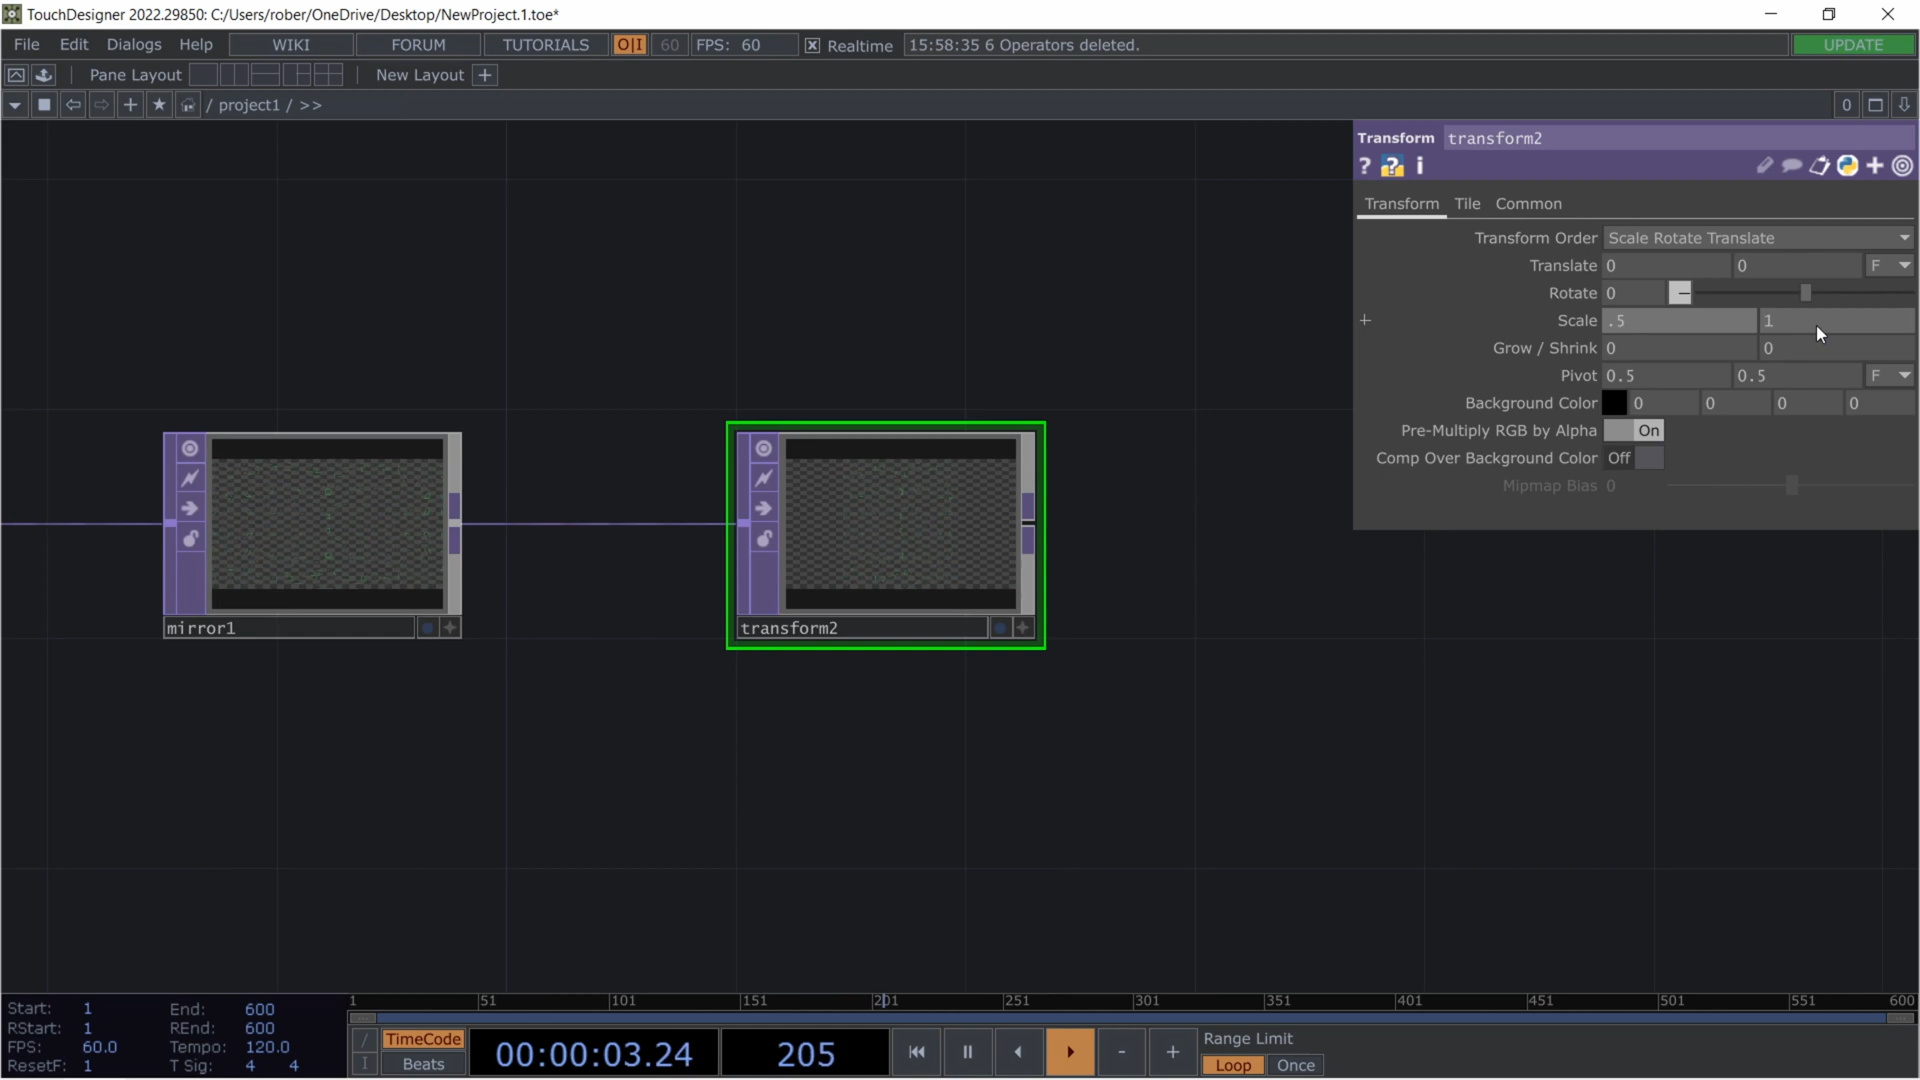 TouchDesigner 2022.29850: C:/Users/rober/OneDrive/Desktop/NewProject.1.toe*
File Edit Dialogs Help WIKI FORUM TUTORIALS O|I 60 FPS: 60 Realtime 15:58:35 6 Operators deleted. UPDATE
Pane Layout New Layout +
/ project1 / >> 0
Transform transform2
Transform Tile Common
Transform Order Scale Rotate Translate
Translate 0 0 F
Rotate 0
Scale .5 1
Grow / Shrink 0 0
Pivot 0.5 0.5 F
Background Color 0 0 0 0
Pre-Multiply RGB by Alpha On
Comp Over Background Color Off
Mipmap Bias 0
mirror1
transform2
1 51 101 151 201 251 301 351 401 451 501 551 600
Start: 1 End: 600
RStart: 1 REnd: 600
FPS: 60.0 Tempo: 120.0
ResetF: 1 T Sig: 4 4
TimeCode
Beats
00:00:03.24
205
Range Limit
Loop Once